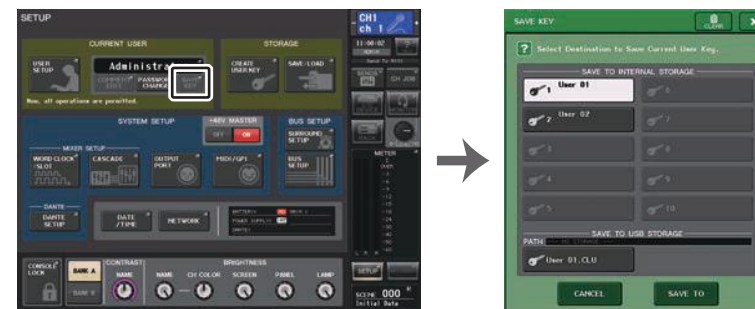 SETUP
CH1
ch 1
CURRENT USER
STORAGE
USER SETUP
Administrat
COMMENT EDIT
PASSWORD CHANGE
SAVE KEY
CREATE USER KEY
SAVE/LOAD
Now, all operations are permitted.
SYSTEM SETUP
+48V MASTER
OFF
ON
BUS SETUP
SURROUND SETUP
MIXER SETUP
WORD CLOCK /SLOT
CASCADE
OUTPUT PORT
MIDI/GPI
BUS SETUP
DANTE
DANTE SETUP
DATE /TIME
NETWORK
CH JOB
METER
CONSOLE LOCK
BANK A
BANK B
CONTRAST
NAME
BRIGHTNESS
NAME
CH COLOR
SCREEN
PANEL
LAMP
SETUP
SCENE 000
Initial Data
SAVE KEY
CLEAR
X
? Select Destination to Save Current User Key.
SAVE TO INTERNAL STORAGE
1 User 01
6
2 User 02
7
3
8
4
9
5
10
SAVE TO USB STORAGE
PATH
User 01.CLU
CANCEL
SAVE TO